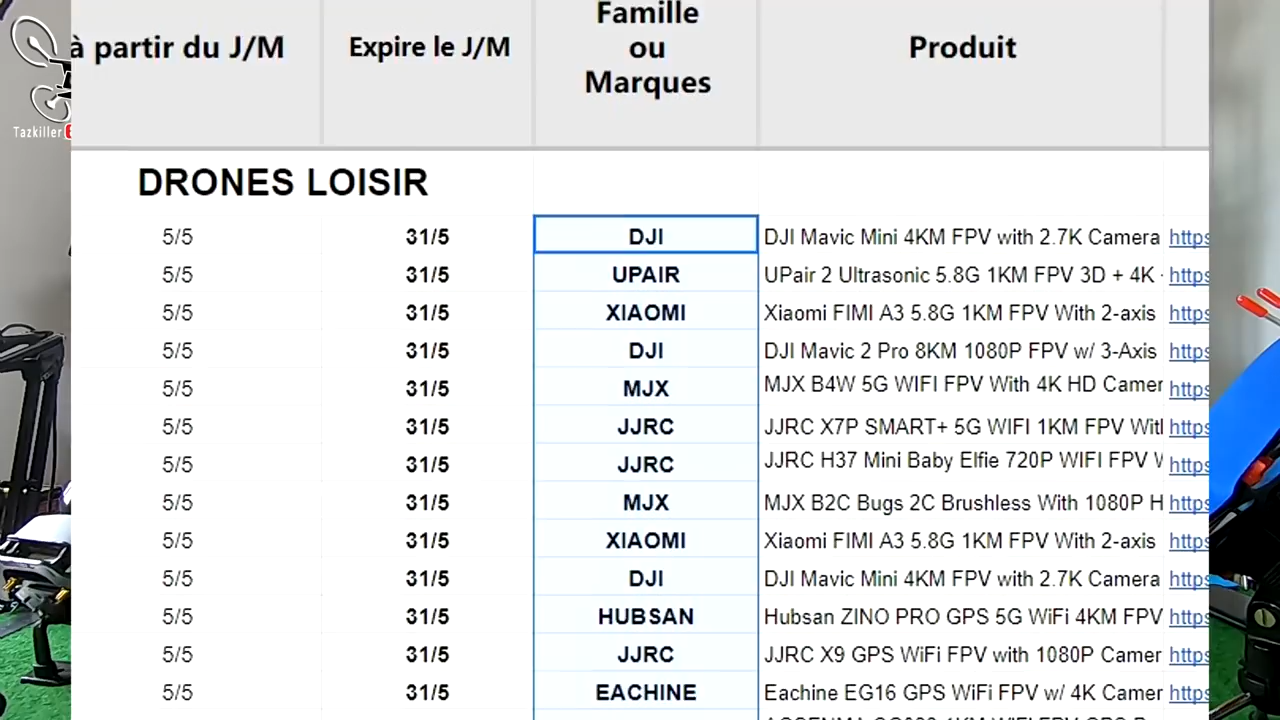 à partir du J/M
Expire le J/M
Famille
ou
Marques
Produit
Tazkiller
DRONES LOISIR
5/5 31/5 DJI DJI Mavic Mini 4KM FPV with 2.7K Camera https
5/5 31/5 UPAIR UPair 2 Ultrasonic 5.8G 1KM FPV 3D + 4K https
5/5 31/5 XIAOMI Xiaomi FIMI A3 5.8G 1KM FPV With 2-axis https
5/5 31/5 DJI DJI Mavic 2 Pro 8KM 1080P FPV w/ 3-Axis https
5/5 31/5 MJX MJX B4W 5G WIFI FPV With 4K HD Camer https
5/5 31/5 JJRC JJRC X7P SMART+ 5G WIFI 1KM FPV Wit https
5/5 31/5 JJRC JJRC H37 Mini Baby Elfie 720P WIFI FPV https
5/5 31/5 MJX MJX B2C Bugs 2C Brushless With 1080P H https
5/5 31/5 XIAOMI Xiaomi FIMI A3 5.8G 1KM FPV With 2-axis https
5/5 31/5 DJI DJI Mavic Mini 4KM FPV with 2.7K Camera https
5/5 31/5 HUBSAN Hubsan ZINO PRO GPS 5G WiFi 4KM FPV https
5/5 31/5 JJRC JJRC X9 GPS WiFi FPV with 1080P Camer https
5/5 31/5 EACHINE Eachine EG16 GPS WiFi FPV w/ 4K Camer https